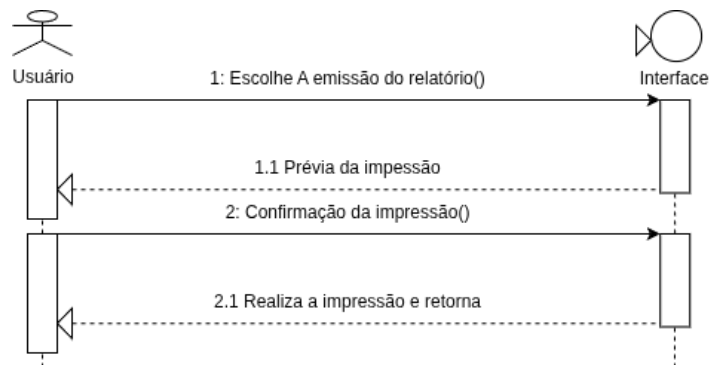 Usuário
Interface
1: Escolhe A emissão do relatório()
1.1 Prévia da impessão
2: Confirmação da impressão()
2.1 Realiza a impressão e retorna